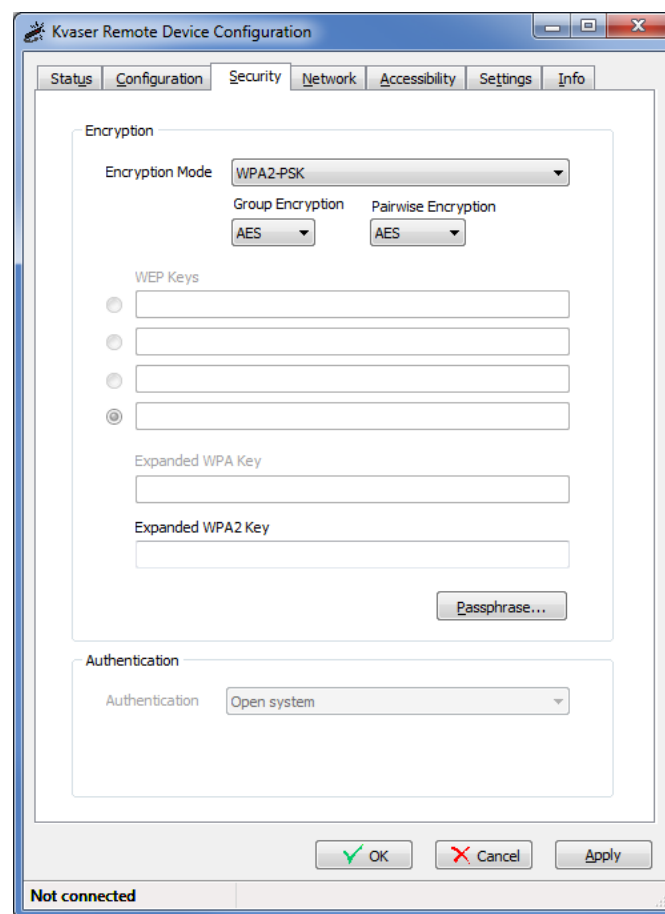 Kvaser Remote Device Configuration
Status Configuration Security Network Accessibility Settings Info
Encryption
Encryption Mode WPA2-PSK
Group Encryption Pairwise Encryption
AES AES
WEP Keys
Expanded WPA Key
Expanded WPA2 Key
Passphrase...
Authentication
Authentication Open system
OK Cancel Apply
Not connected